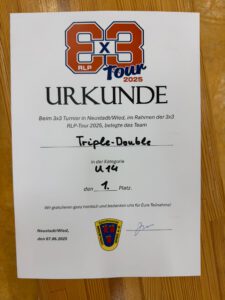 3X3
RLP
Tour
2025
URKUNDE
Beim 3x3 Turnier in Neustadt/Wied, im Rahmen der 3x3
RLP-Tour 2025, belegte das Team
Triple-Double
in der Kategorie
U14
den 1. Platz.
Wir gratulieren ganz herzlich und bedanken uns für Eure Teilnahme!
Neustadt/Wied,
den 07.06.2025